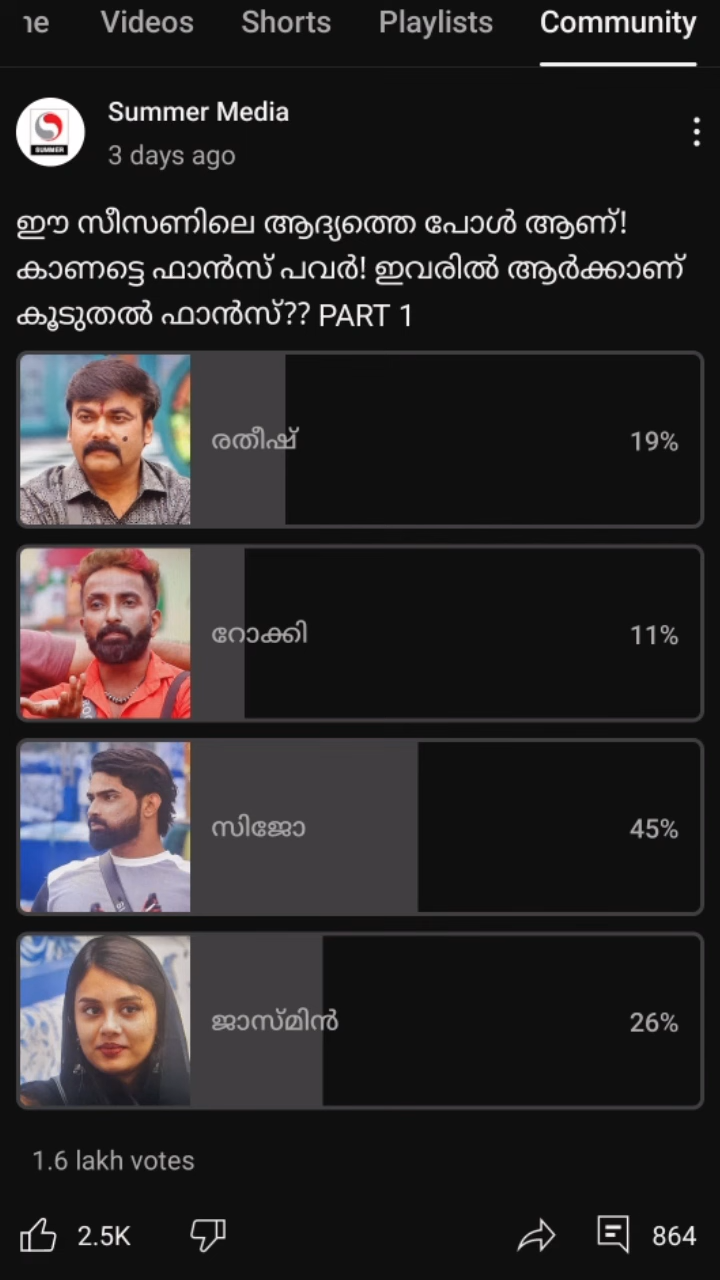 Videos Shorts Playlists Community
Summer Media
SUMMER
3 days ago
ഈ സീസണിലെ ആദ്യത്തെ പോൾ ആണ്!
കാണട്ടെ ഫാൻസ് പവർ! ഇവരിൽ ആർക്കാണ്
കൂടുതൽ ഫാൻസ്?? PART 1
രതീഷ് 19%
റോക്കി 11%
സിജോ 45%
ജാസ്മിൻ 26%
1.6 lakh votes
2.5K 864